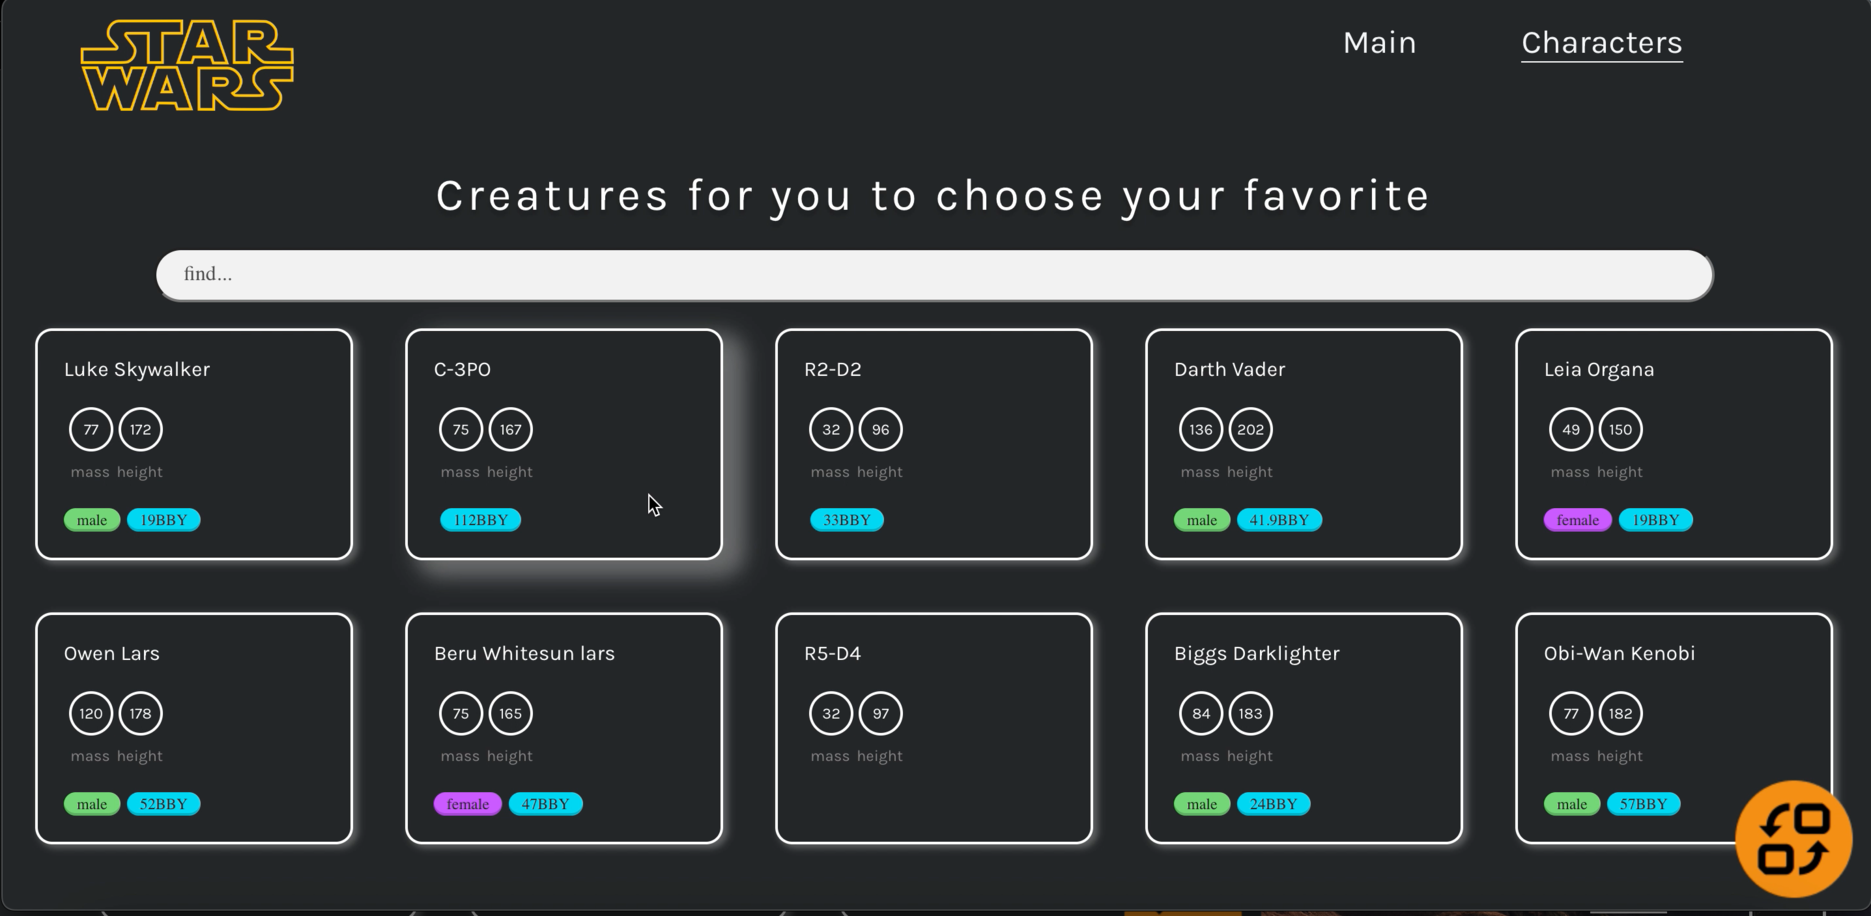 STAR
WARS
Main Characters
Creatures for you to choose your favorite
find...
Luke Skywalker
77 172
mass height
male 19BBY
C-3PO
75 167
mass height
112BBY
R2-D2
32 96
mass height
33BBY
Darth Vader
136 202
mass height
male 41.9BBY
Leia Organa
49 150
mass height
female 19BBY
Owen Lars
120 178
mass height
male 52BBY
Beru Whitesun lars
75 165
mass height
female 47BBY
R5-D4
32 97
mass height
Biggs Darklighter
84 183
mass height
male 24BBY
Obi-Wan Kenobi
77 182
mass height
male 57BBY